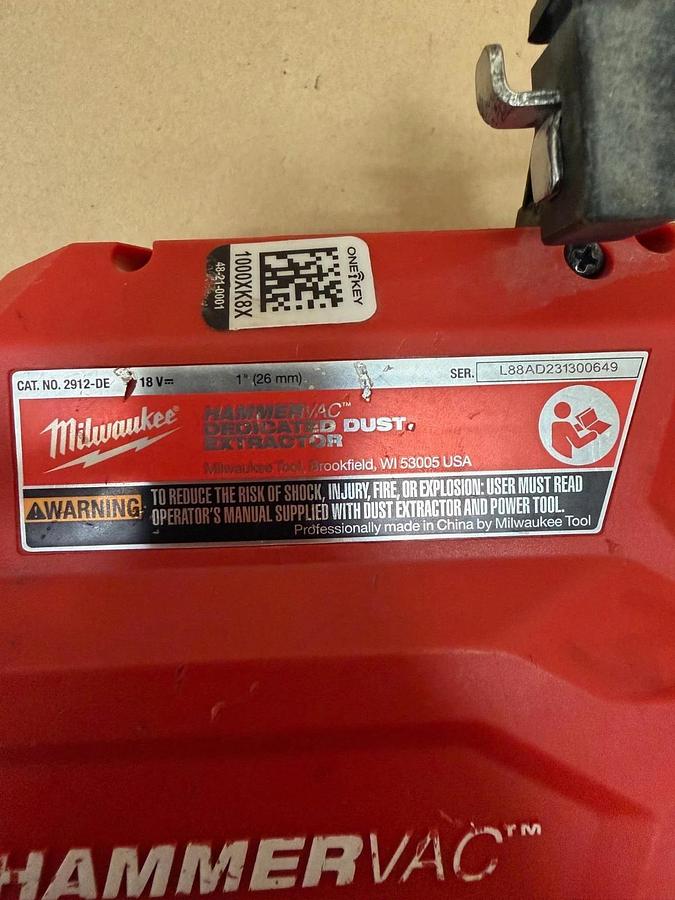 ONE KEY
1000XK8X
48-21-0001
CAT. NO. 2912-DE 18 V⎓ 1" (26 mm) SER. L88AD231300649
Milwaukee®
HAMMERVAC™
DEDICATED DUST
EXTRACTOR
Milwaukee Tool, Brookfield, WI 53005 USA
WARNING
TO REDUCE THE RISK OF SHOCK, INJURY, FIRE, OR EXPLOSION: USER MUST READ
OPERATOR'S MANUAL SUPPLIED WITH DUST EXTRACTOR AND POWER TOOL.
Professionally made in China by Milwaukee Tool
HAMMERVAC™